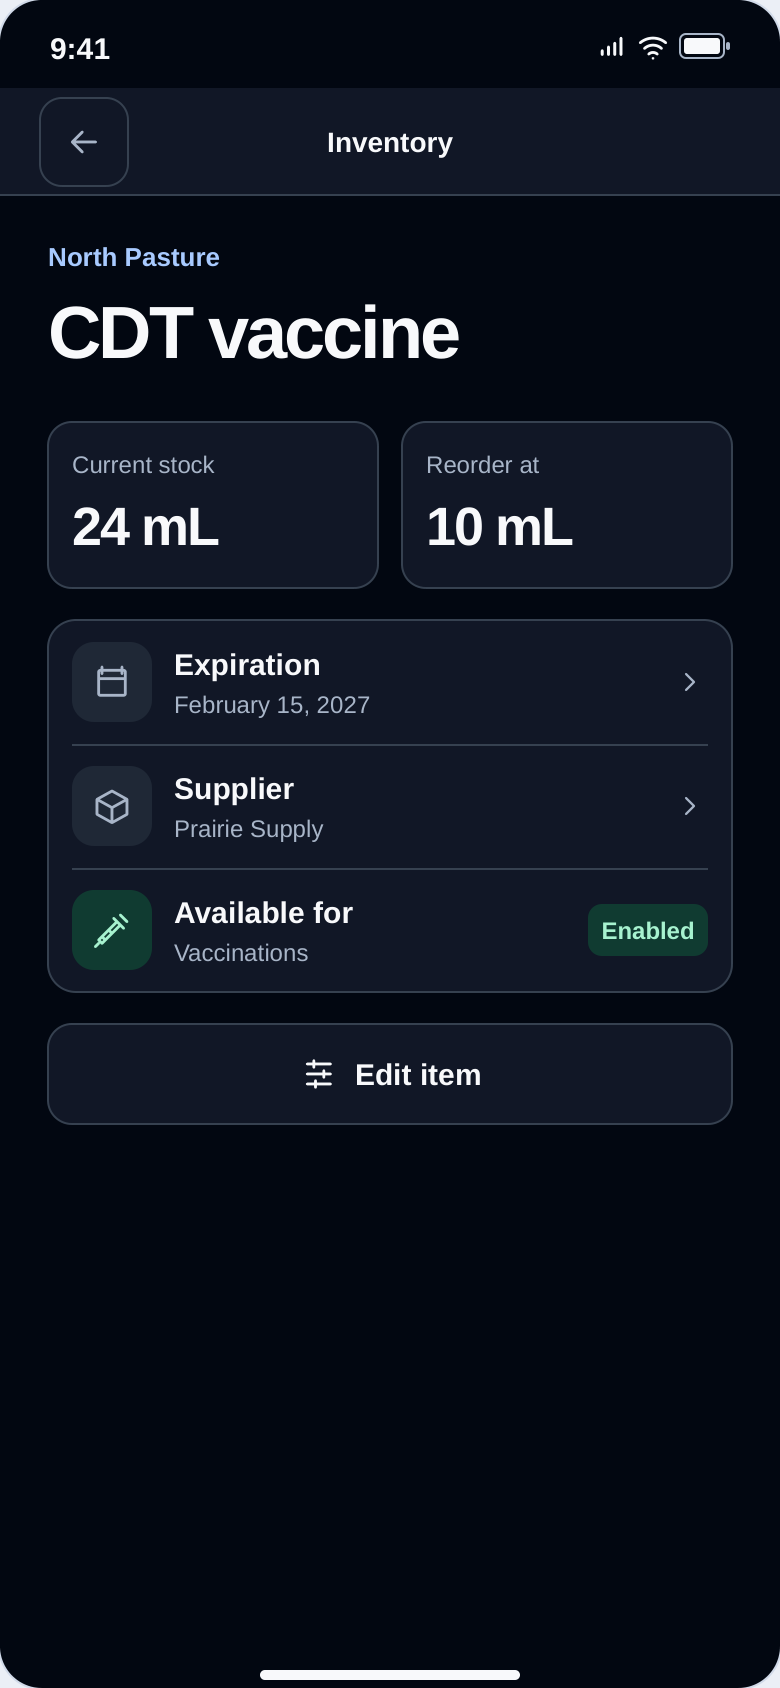 9:41
Inventory
North Pasture
CDT vaccine
Current stock
24 mL
Reorder at
10 mL
Expiration
February 15, 2027
Supplier
Prairie Supply
Available for
Vaccinations
Enabled
Edit item